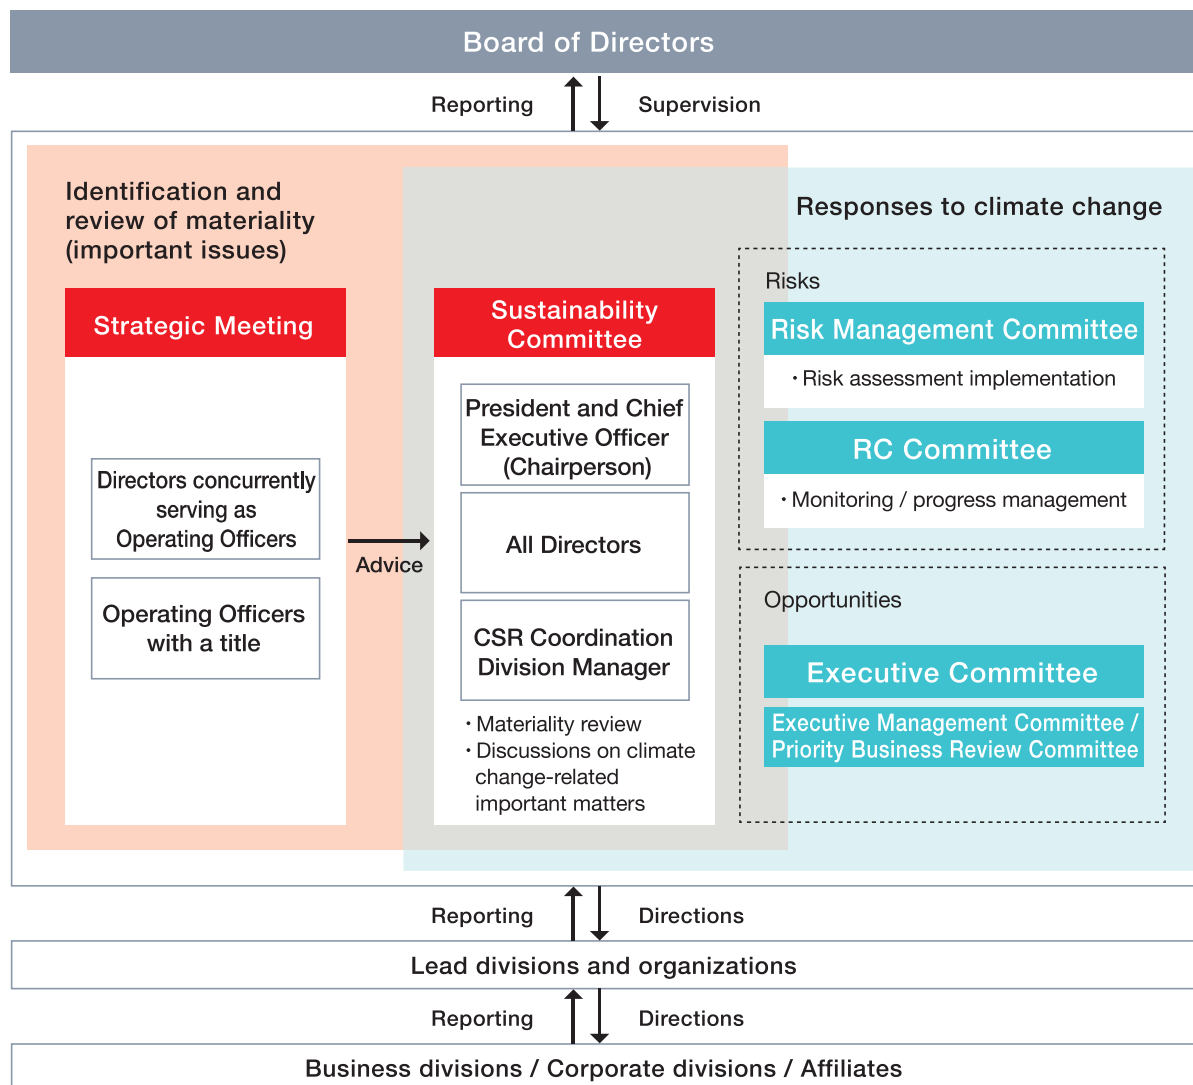 Board of Directors
Reporting
Supervision
Identification and
review of materiality
(important issues)
Responses to climate change
Strategic Meeting
Directors concurrently
serving as
Operating Officers
Operating Officers
with a title
Advice
Sustainability
Committee
President and Chief
Executive Officer
(Chairperson)
All Directors
CSR Coordination
Division Manager
・Materiality review
・Discussions on climate
change-related
important matters
Risks
Risk Management Committee
・Risk assessment implementation
RC Committee
・Monitoring / progress management
Opportunities
Executive Committee
Executive Management Committee /
Priority Business Review Committee
Reporting
Directions
Lead divisions and organizations
Reporting
Directions
Business divisions / Corporate divisions / Affiliates